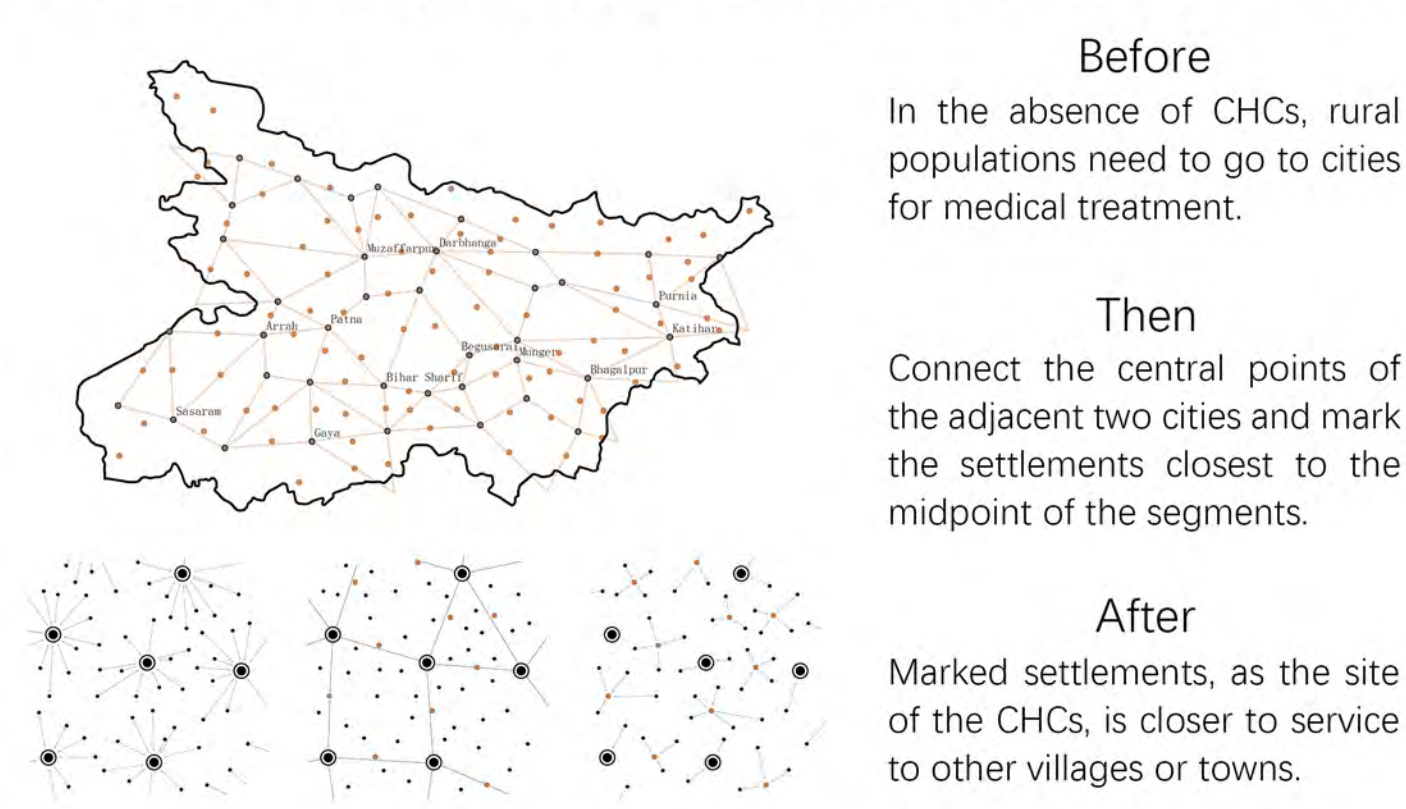 Before
In the absence of CHCs, rural
populations need to go to cities
for medical treatment.
Then
Connect the central points of
the adjacent two cities and mark
the settlements closest to the
midpoint of the segments.
After
Marked settlements, as the site
of the CHCs, is closer to service
to other villages or towns.
Muzaffarpur
Darbhanga
Purnia
Arrah
Patna
Katihar
Begusarai
Munger
Bhagalpur
Bihar Sharif
Sasaram
Gaya